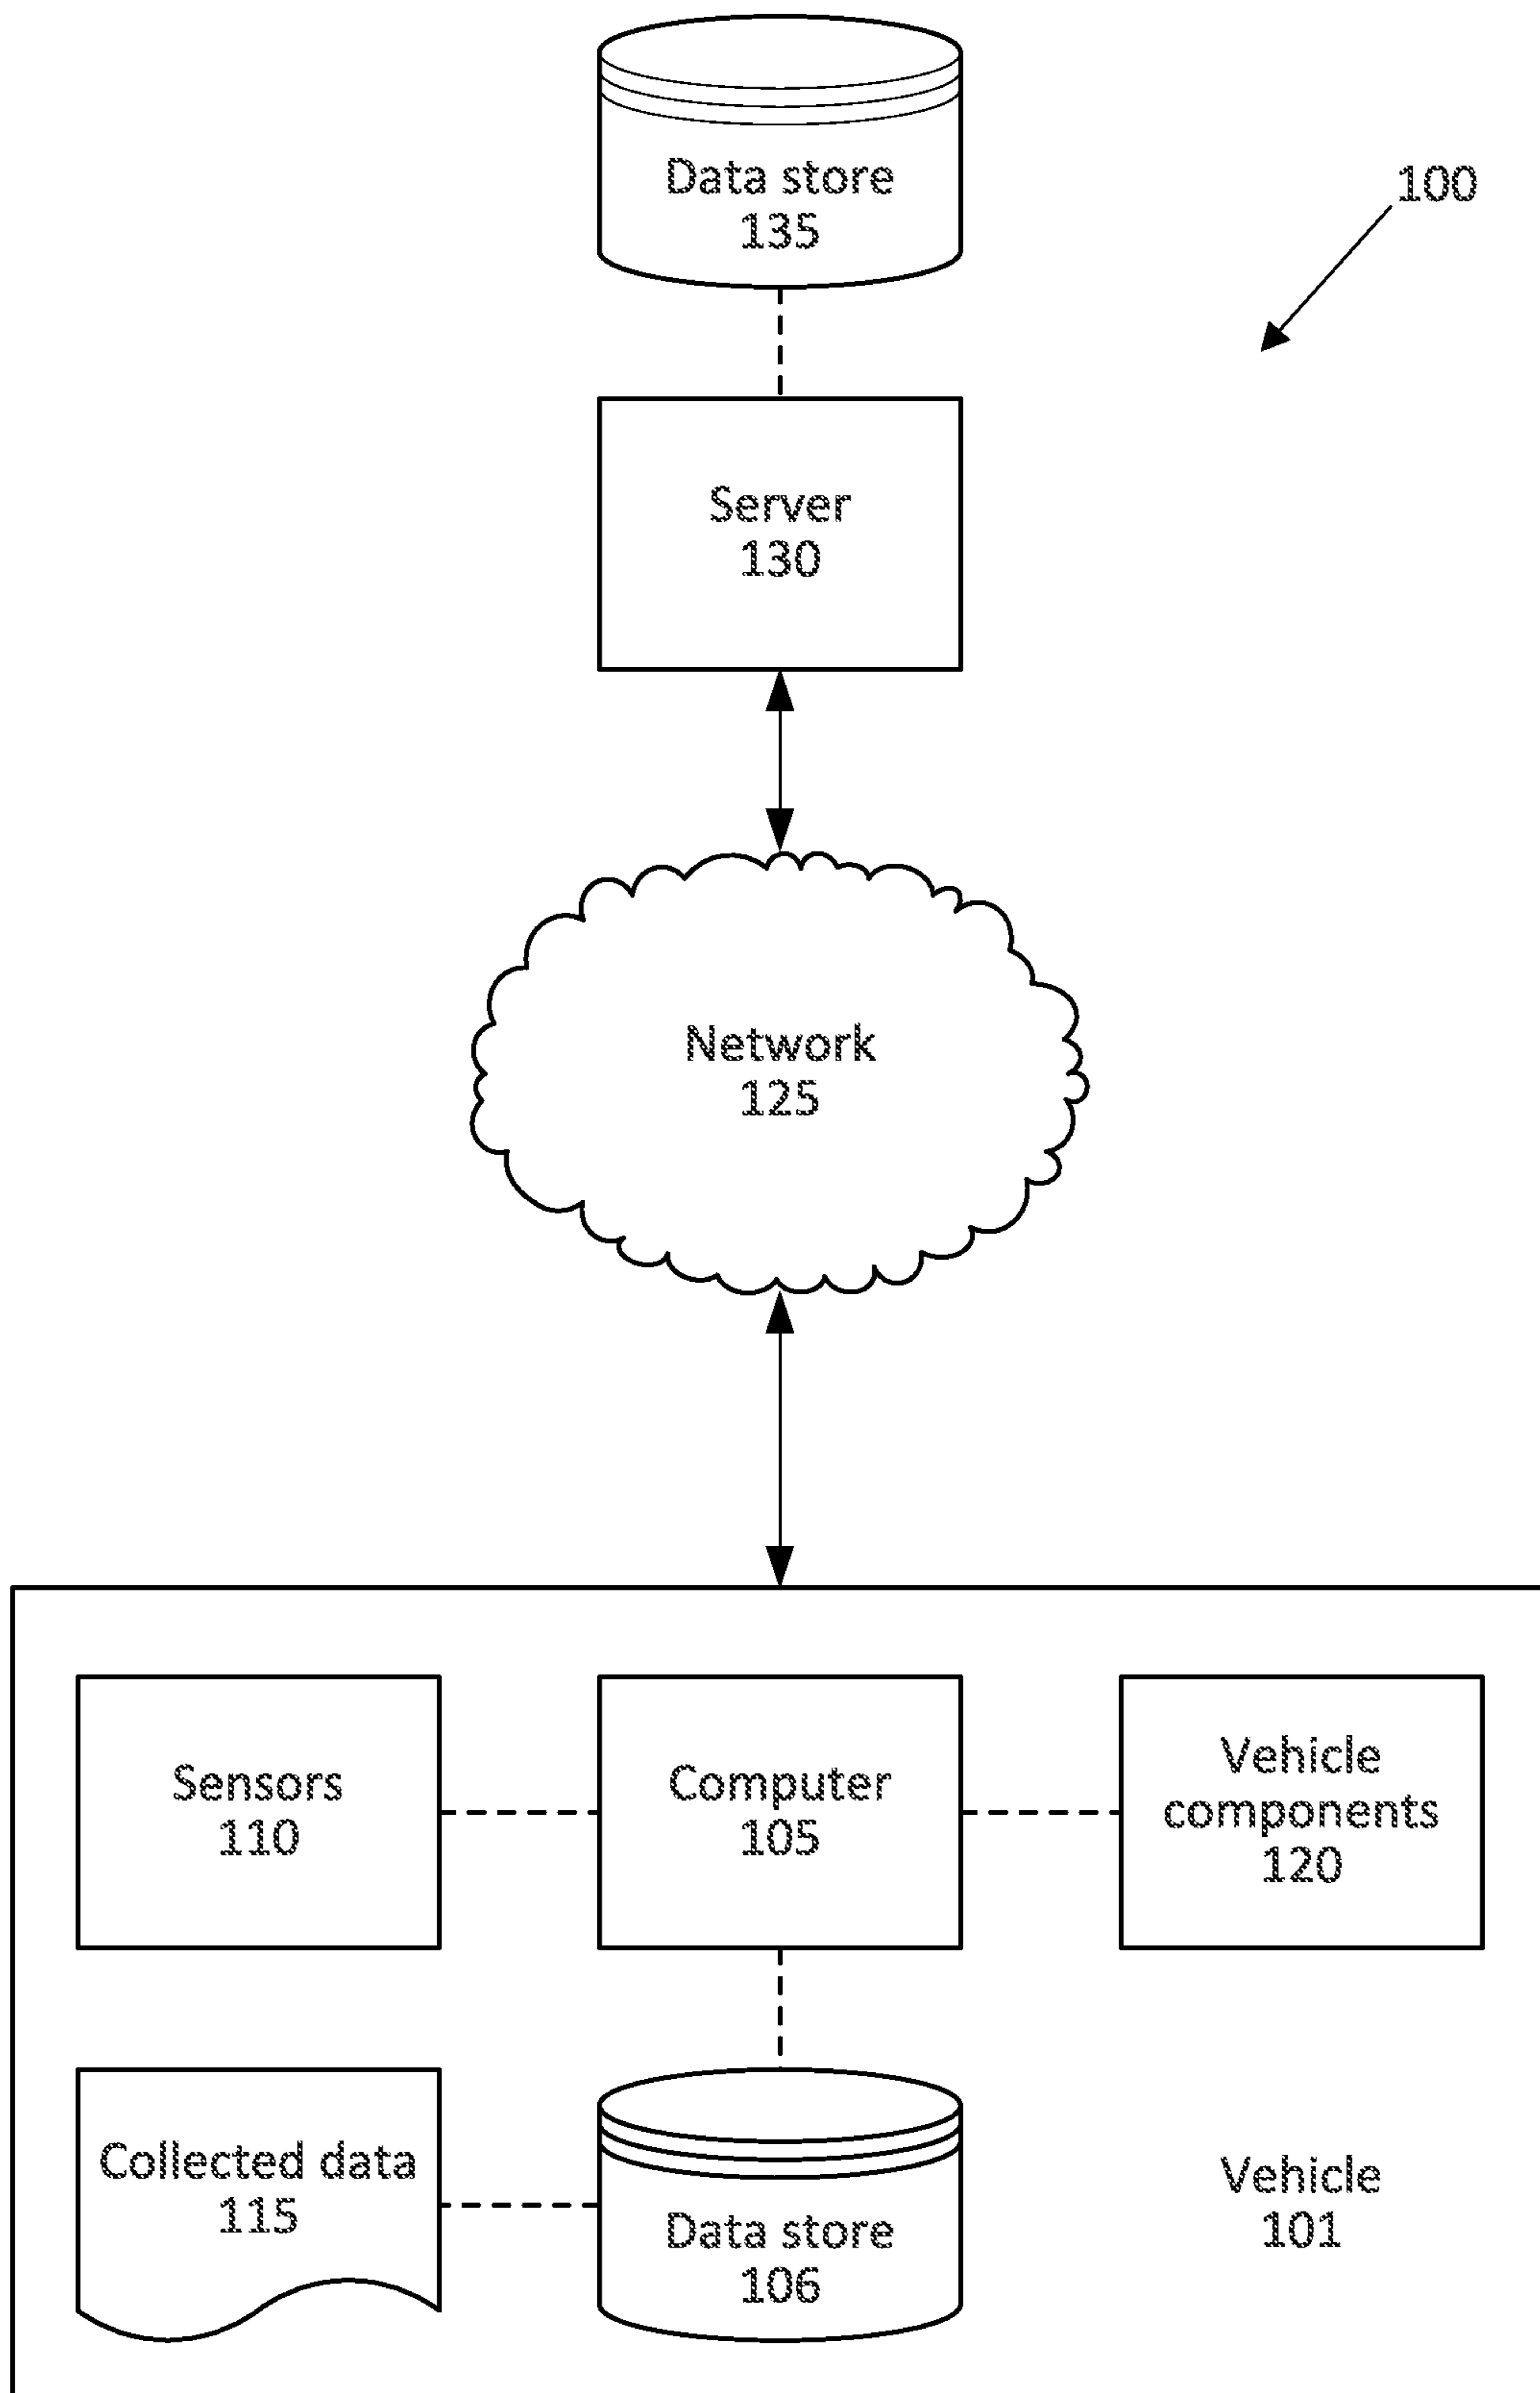 Data store
135
100
Server
130
Network
125
Sensors
110
Computer
105
Vehicle
components
120
Collected data
115
Data store
106
Vehicle
101